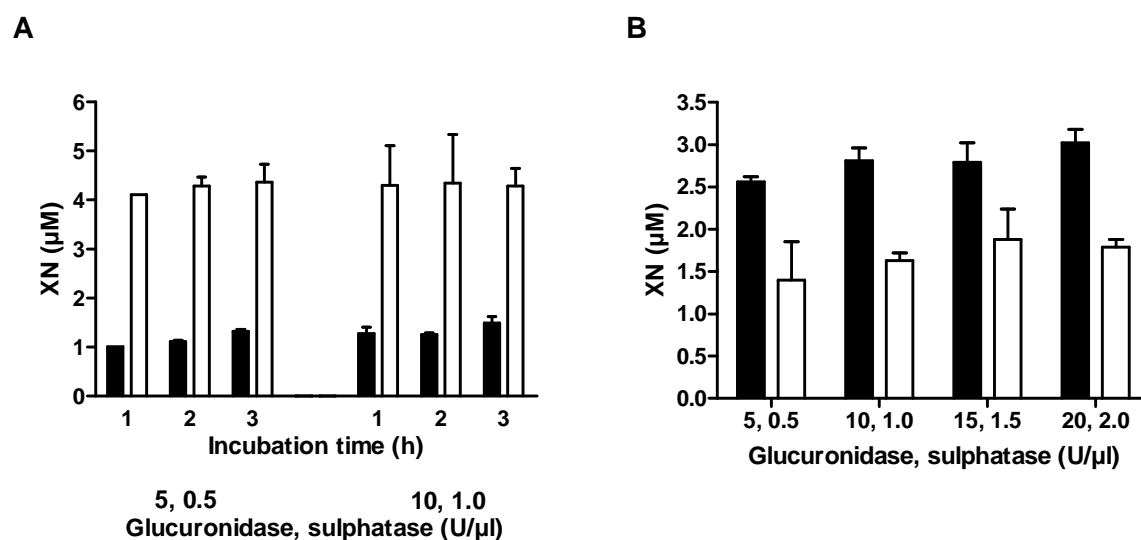 A
XN (µM)
6
5
4
3
2
1
0
1 2 3 1 2 3
Incubation time (h)
5, 0.5 10, 1.0
Glucuronidase, sulphatase (U/µl)
B
XN (µM)
3.5
3.0
2.5
2.0
1.5
1.0
0.5
0.0
5, 0.5 10, 1.0 15, 1.5 20, 2.0
Glucuronidase, sulphatase (U/µl)